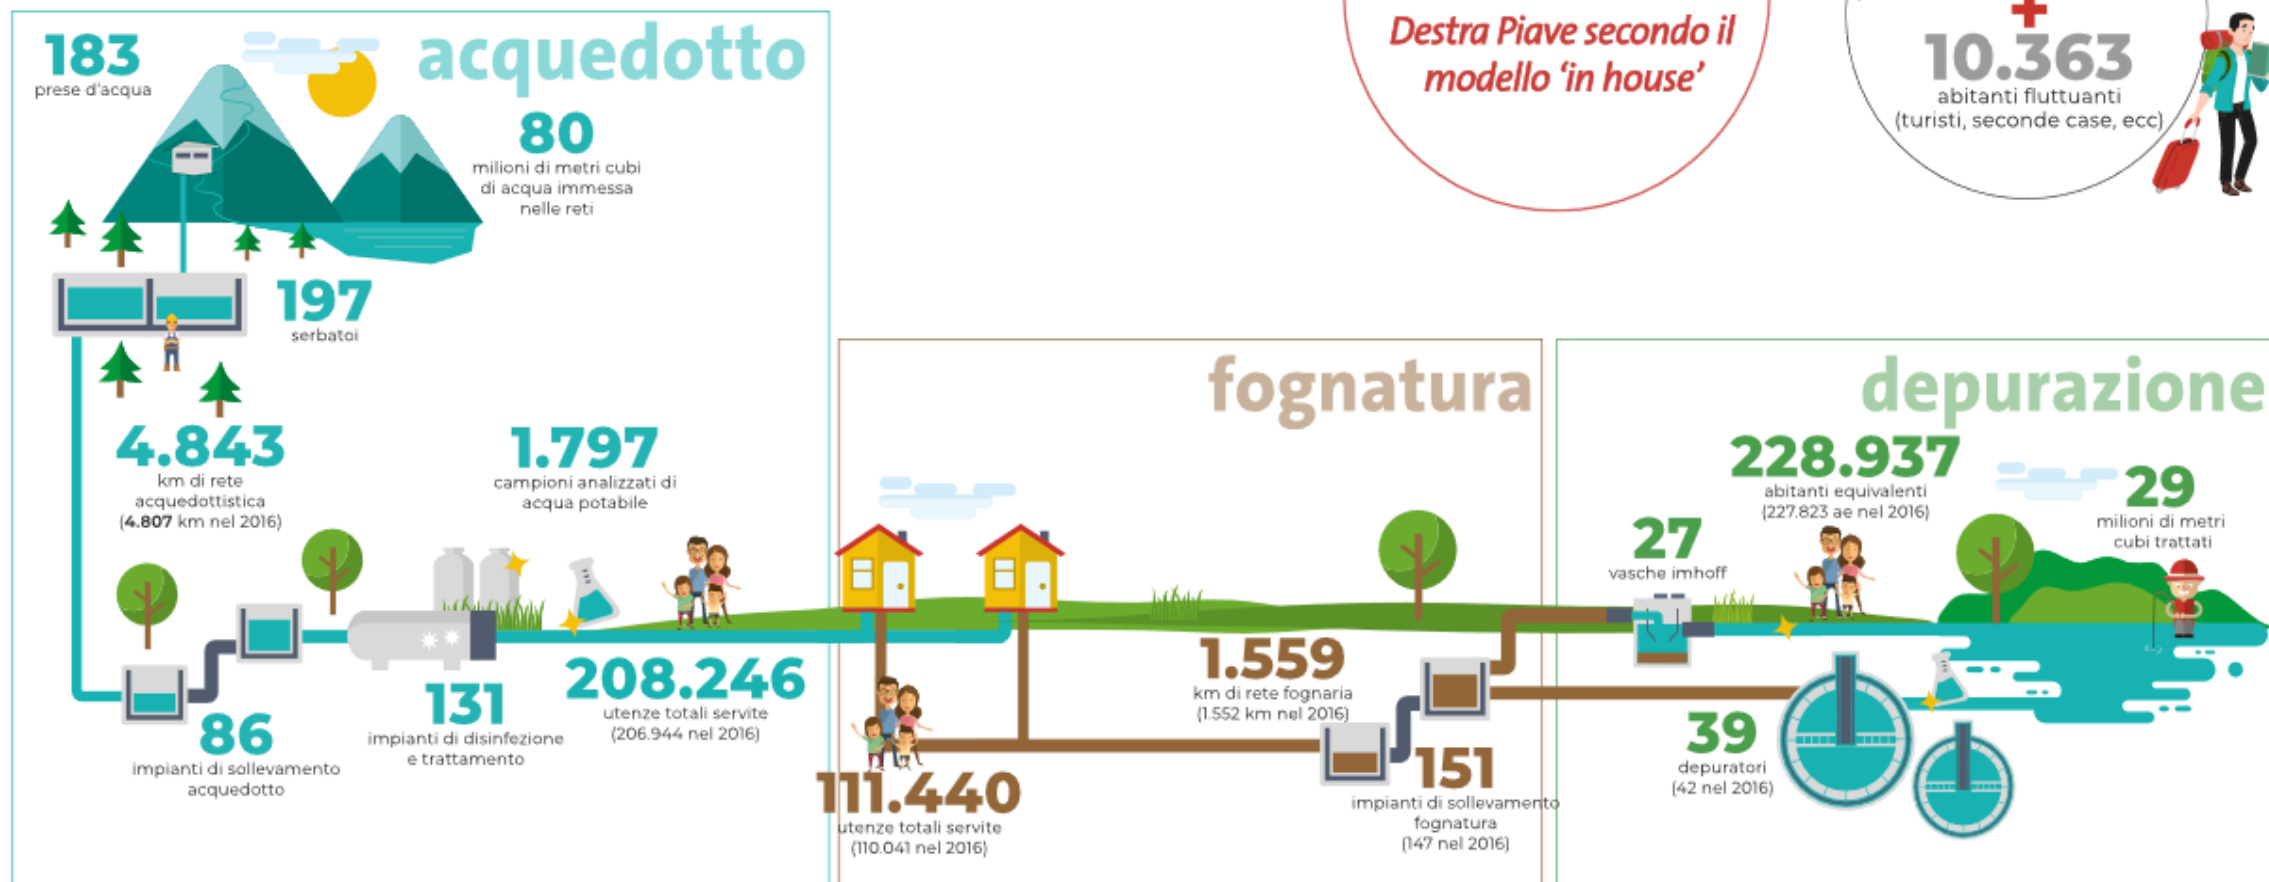 183
prese d'acqua
acquedotto
80
milioni di metri cubi
di acqua immessa
nelle reti
197
serbatoi
4.843
km di rete
acquedottistica
(4.807 km nel 2016)
1.797
campioni analizzati di
acqua potabile
86
impianti di sollevamento
acquedotto
131
impianti di disinfezione
e trattamento
208.246
utenze totali servite
(206.944 nel 2016)
Destra Piave secondo il
modello ‘in house’
+
10.363
abitanti fluttuanti
(turisti, seconde case, ecc)
fognatura
111.440
utenze totali servite
(110.041 nel 2016)
1.559
km di rete fognaria
(1.552 km nel 2016)
151
impianti di sollevamento
fognatura
(147 nel 2016)
depurazione
228.937
abitanti equivalenti
(227.823 ae nel 2016)
29
milioni di metri
cubi trattati
27
vasche imhoff
39
depuratori
(42 nel 2016)